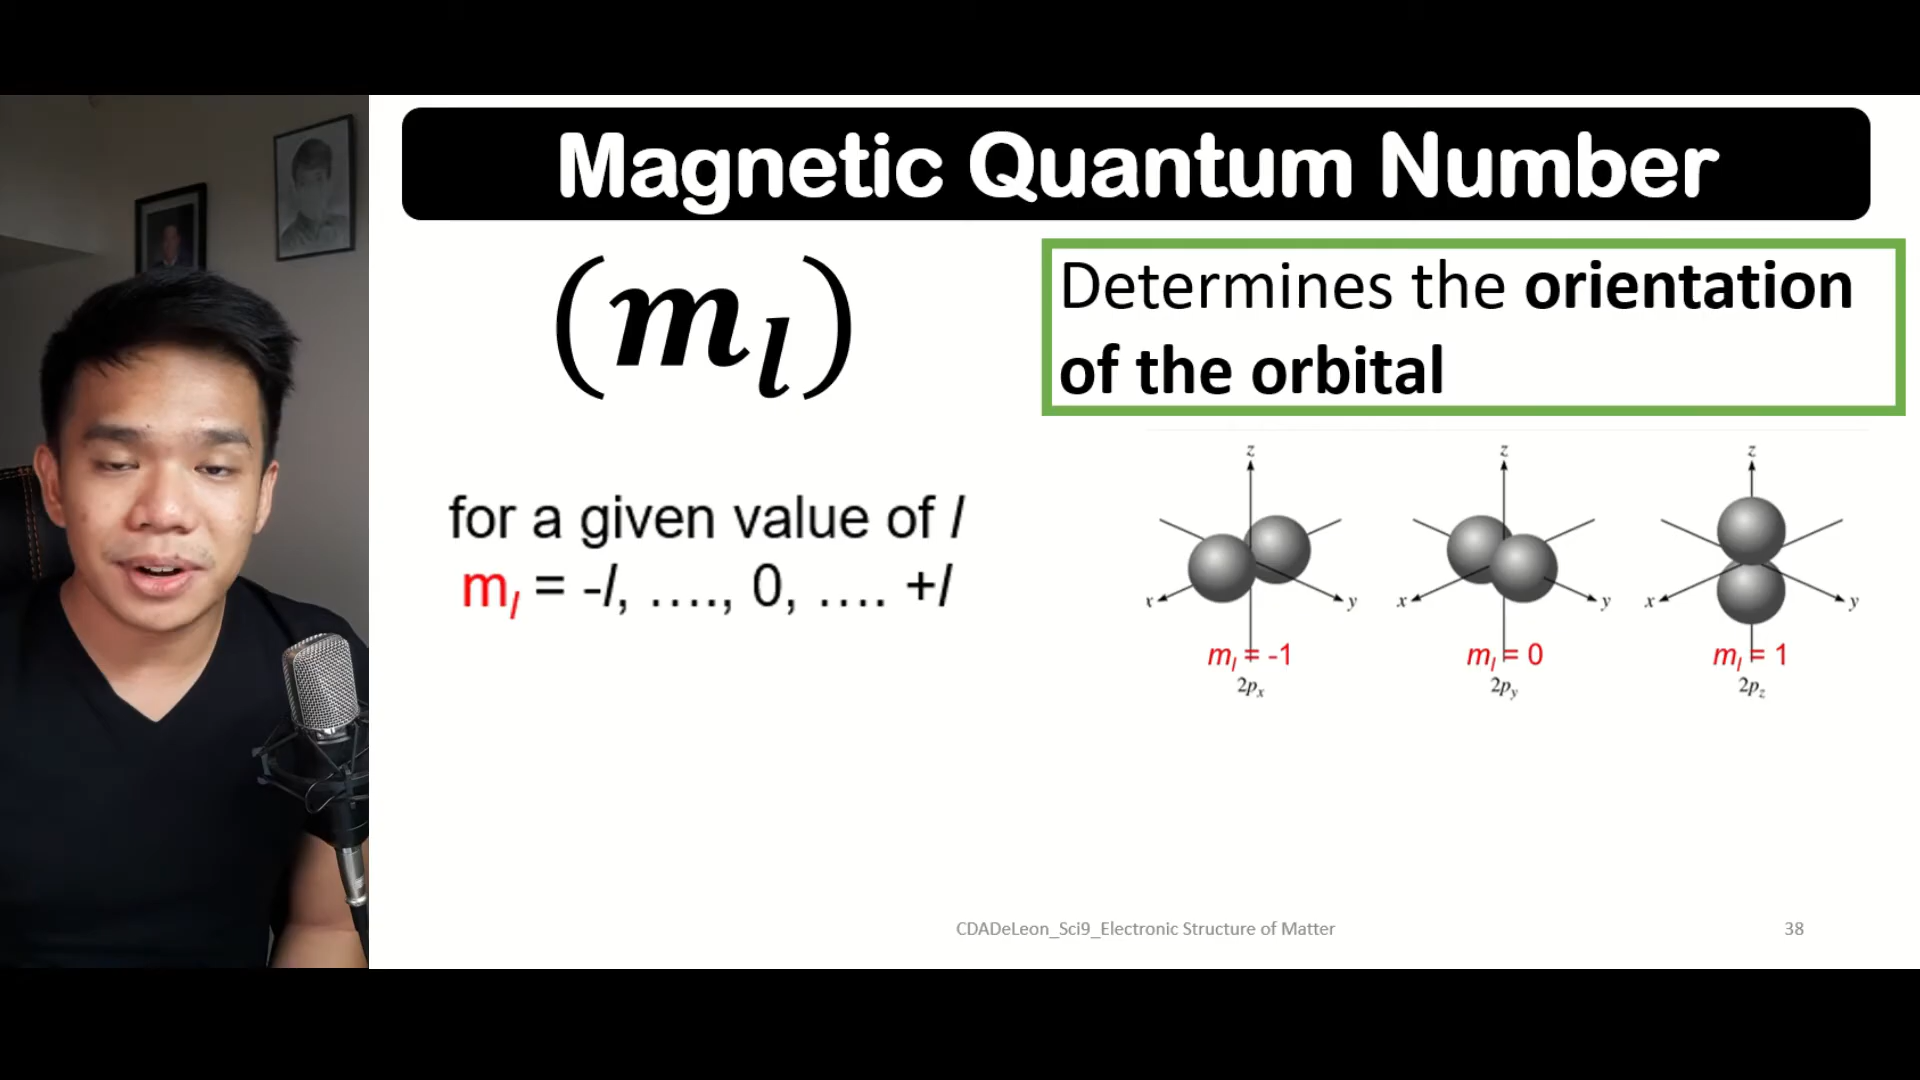 Magnetic Quantum Number
(m_l)
Determines the orientation
of the orbital
for a given value of l
m_l = -l, ...., 0, .... +l
z
z
z
x
y
x
y
x
y
m_l = -1
m_l = 0
m_l = 1
2p_x
2p_y
2p_z
CDADeLeon_Sci9_Electronic Structure of Matter
38